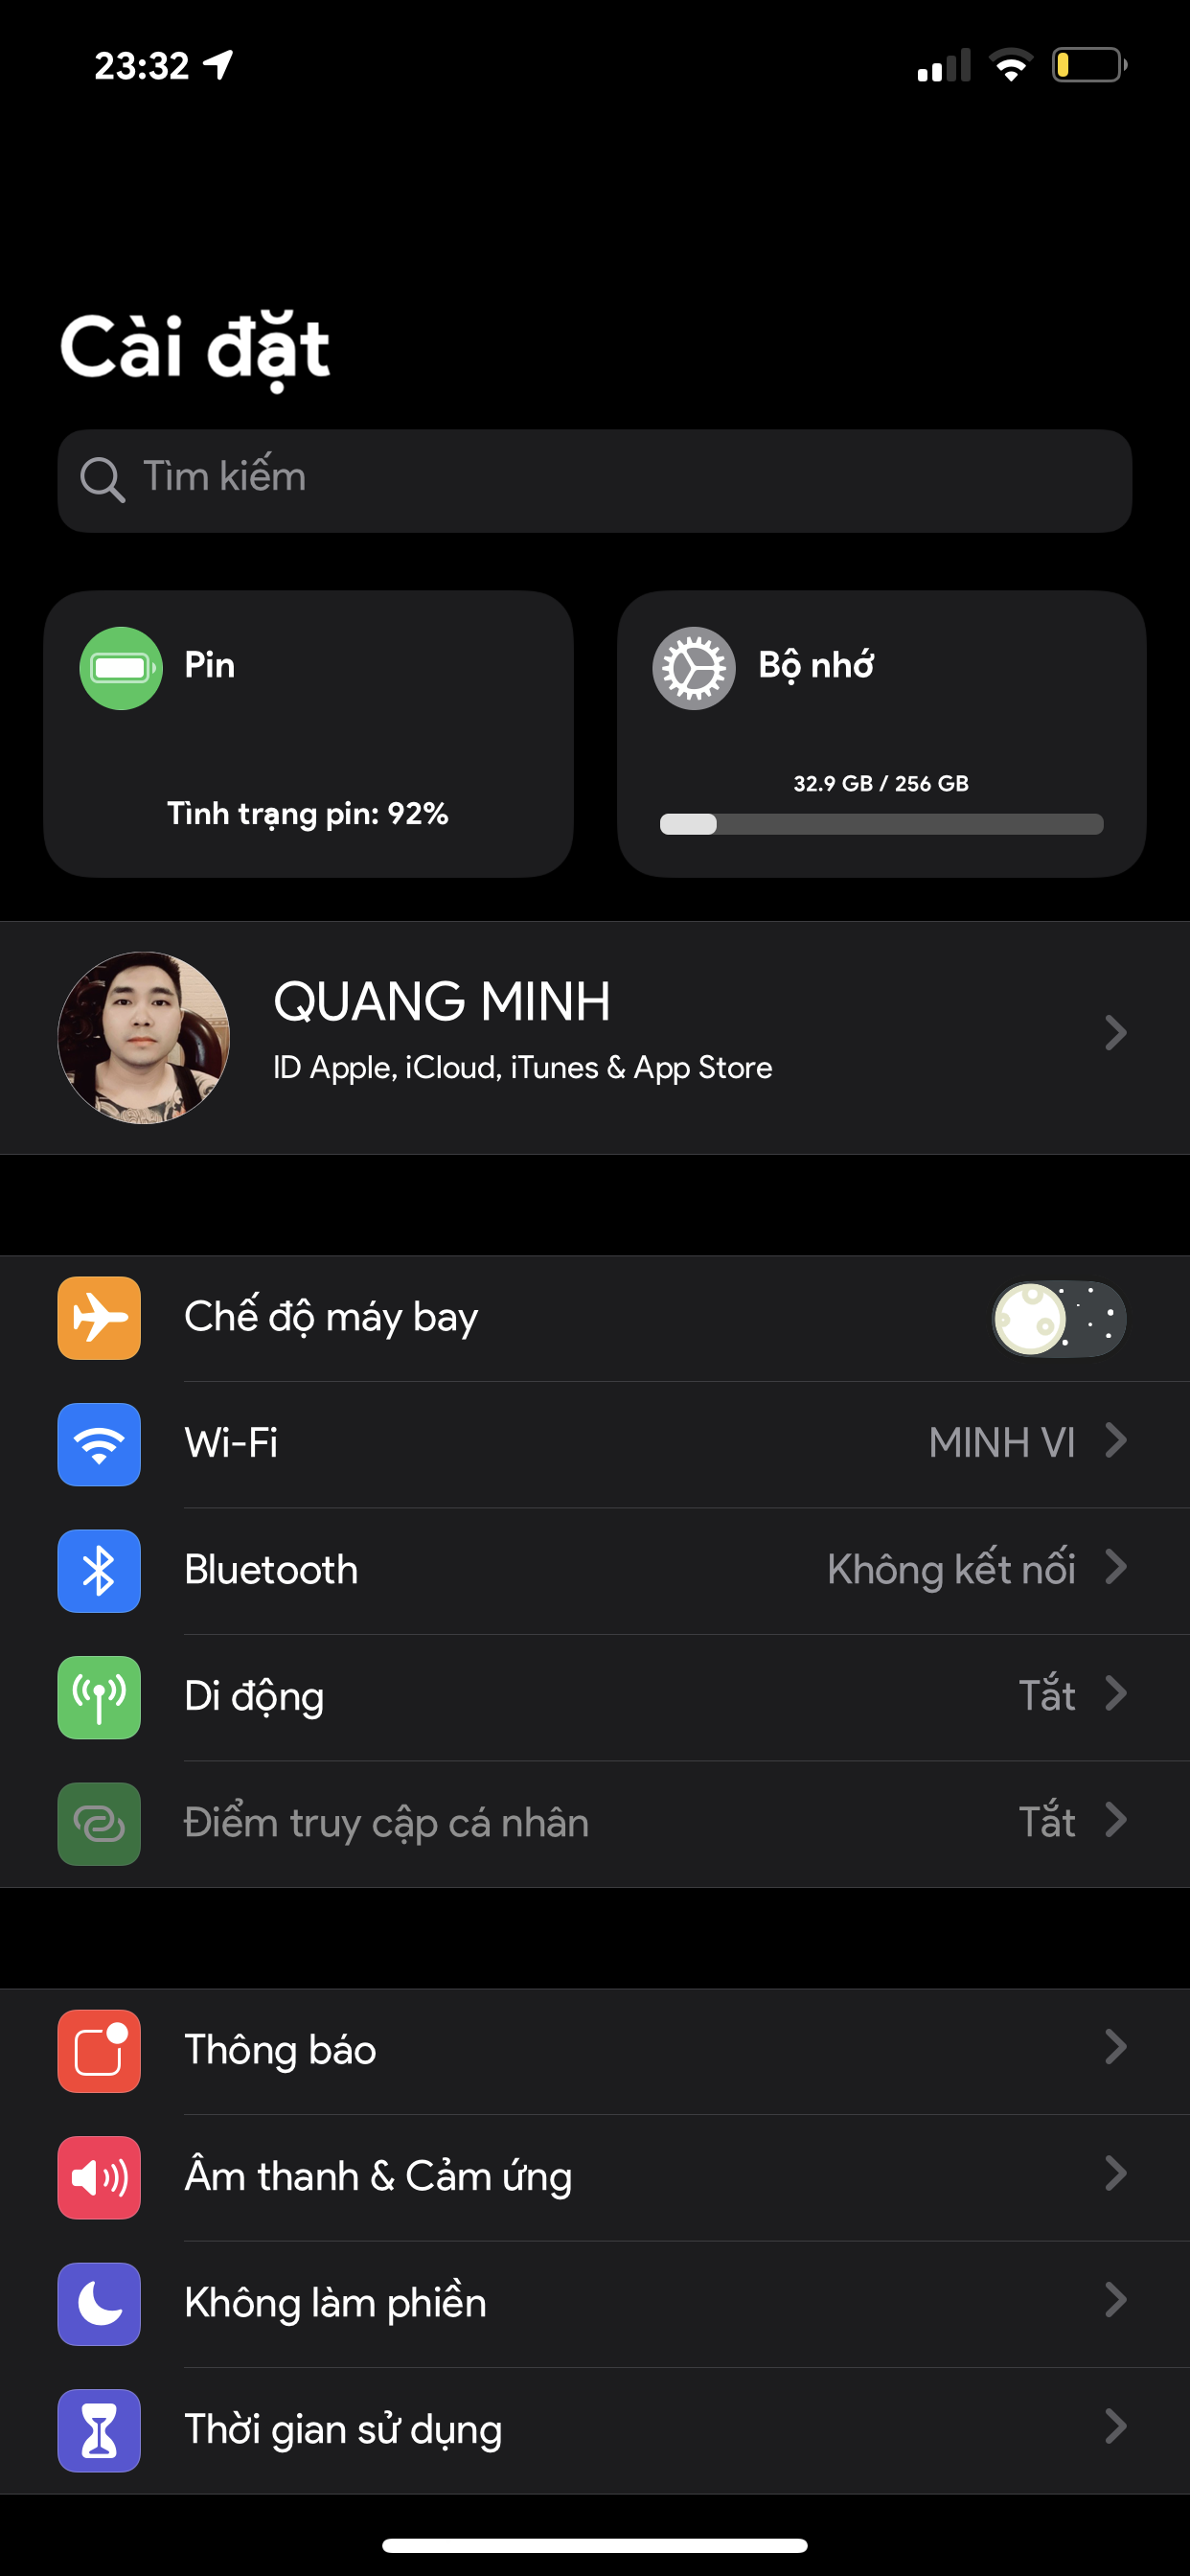 23:32
Cài đặt
Tìm kiếm
Pin
Tình trạng pin: 92%
Bộ nhớ
32.9 GB / 256 GB
QUANG MINH
ID Apple, iCloud, iTunes & App Store
Chế độ máy bay
Wi-Fi MINH VI
Bluetooth Không kết nối
Di động Tắt
Điểm truy cập cá nhân Tắt
Thông báo
Âm thanh & Cảm ứng
Không làm phiền
Thời gian sử dụng